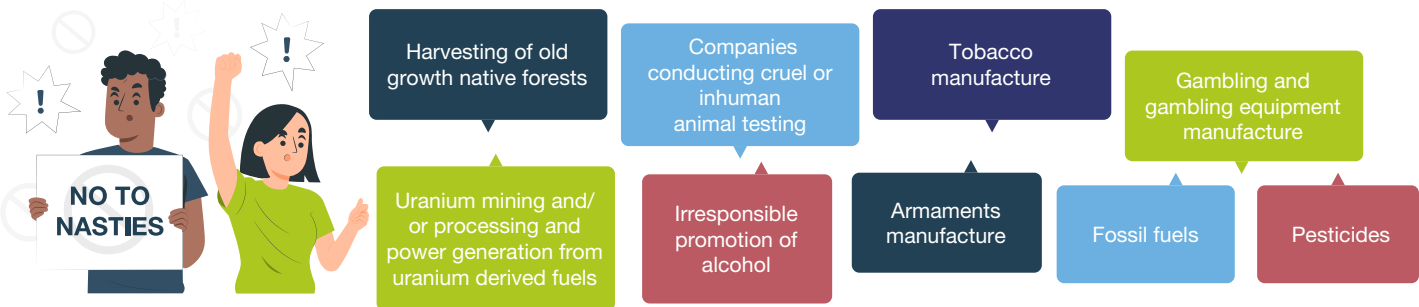 !
!
NO TO
NASTIES
Harvesting of old
growth native forests
Companies
conducting cruel or
inhuman
animal testing
Tobacco
manufacture
Gambling and
gambling equipment
manufacture
Uranium mining and/
or processing and
power generation from
uranium derived fuels
Irresponsible
promotion of
alcohol
Armaments
manufacture
Fossil fuels
Pesticides